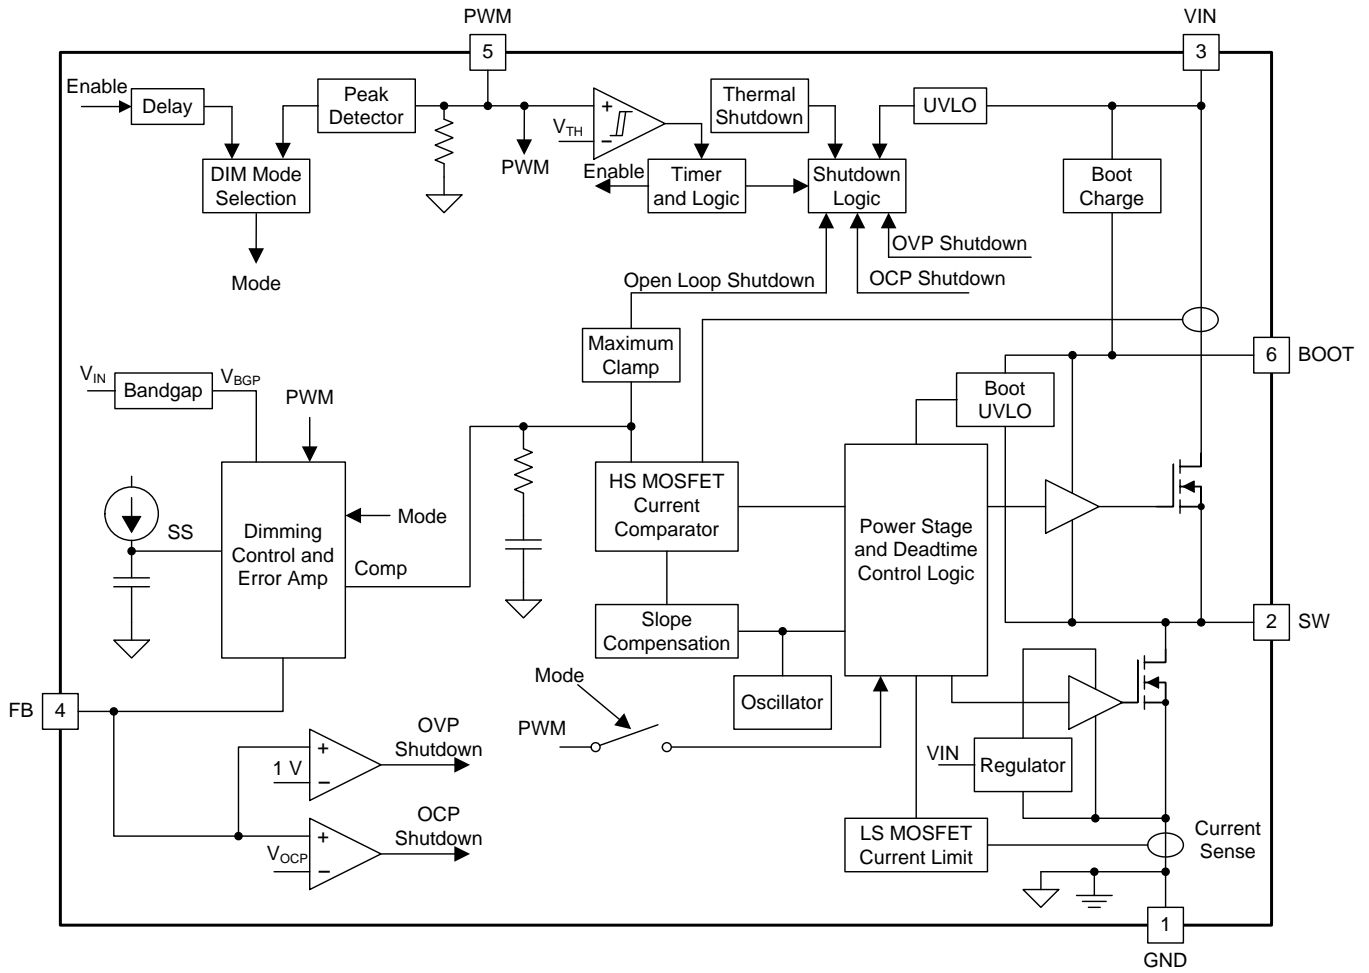 PWM
VIN
5
3
Enable
Delay
Peak
Detector
+
VTH
−
Thermal
Shutdown
UVLO
PWM
DIM Mode
Selection
Enable
Timer
and Logic
Shutdown
Logic
Boot
Charge
Mode
OVP Shutdown
Open Loop Shutdown
OCP Shutdown
Maximum
Clamp
6
BOOT
VIN
Bandgap
VBGP
PWM
Boot
UVLO
HS MOSFET
Current
Comparator
SS
Dimming
Control and
Error Amp
Mode
Comp
Power Stage
and Deadtime
Control Logic
Slope
Compensation
2
SW
Oscillator
Mode
PWM
FB
4
OVP
Shutdown
+
1 V
−
VIN
Regulator
OCP
Shutdown
+
VOCP
−
LS MOSFET
Current Limit
Current
Sense
1
GND